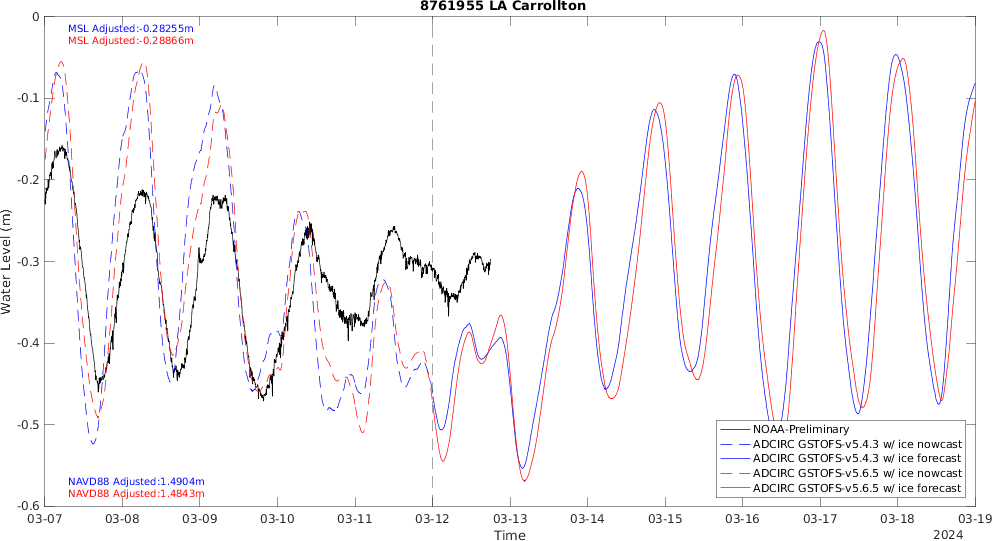 8761955 LA Carrollton
MSL Adjusted:-0.28255m
MSL Adjusted:-0.28866m
0
-0.1
-0.2
-0.3
-0.4
-0.5
-0.6
Water Level (m)
NAVD88 Adjusted:1.4904m
NAVD88 Adjusted:1.4843m
NOAA-Preliminary
ADCIRC GSTOFS-v5.4.3 w/ ice nowcast
ADCIRC GSTOFS-v5.4.3 w/ ice forecast
ADCIRC GSTOFS-v5.6.5 w/ ice nowcast
ADCIRC GSTOFS-v5.6.5 w/ ice forecast
03-07 03-08 03-09 03-10 03-11 03-12 03-13 03-14 03-15 03-16 03-17 03-18 03-19
Time
2024